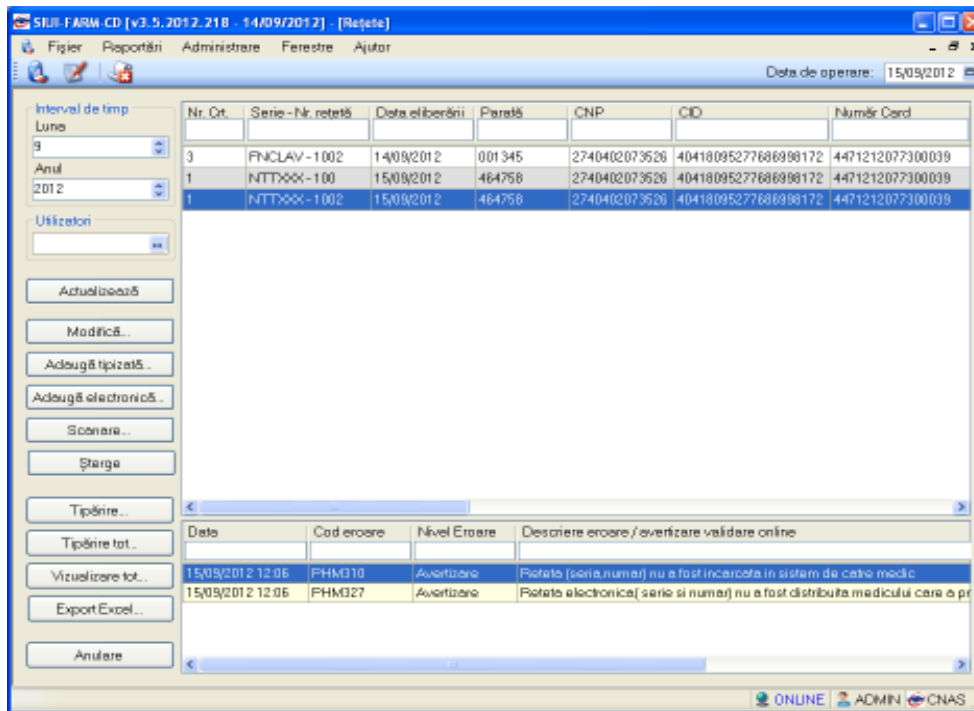 SIUI-FARM-CD [v3.5.2012.218 - 14/09/2012] - [Rețete]
Fișier Raportări Administrare Ferestre Ajutor
Data de operare: 15/09/2012
Interval de timp
Luna
9
Anul
2012
Utilizatori
Actualizează
Modifică...
Adaugă tipizată...
Adaugă electronică...
Scanare...
Șterge
Tipărire...
Tipărire tot...
Vizualizare tot...
Export Excel...
Anulare
Nr. Crt. Serie - Nr. rețetă Data eliberării Parafă CNP CID Număr Card
3 FNCLAV - 1002 14/09/2012 001345 2740402073526 40418095277686998172 4471212077300039
1 NTTXXX - 100 15/09/2012 464758 2740402073526 40418095277686998172 4471212077300039
1 NTTXXX - 1002 15/09/2012 464758 2740402073526 40418095277686998172 4471212077300039
Data Cod eroare Nivel Eroare Descriere eroare / avertizare validare online
15/09/2012 12:06 PHM310 Avertizare Reteta (seria,numar) nu a fost incarcata in sistem de catre medic
15/09/2012 12:06 PHM327 Avertizare Reteta electronica( serie si numar) nu a fost distribuita medicului care a pr
ONLINE ADMIN CNAS